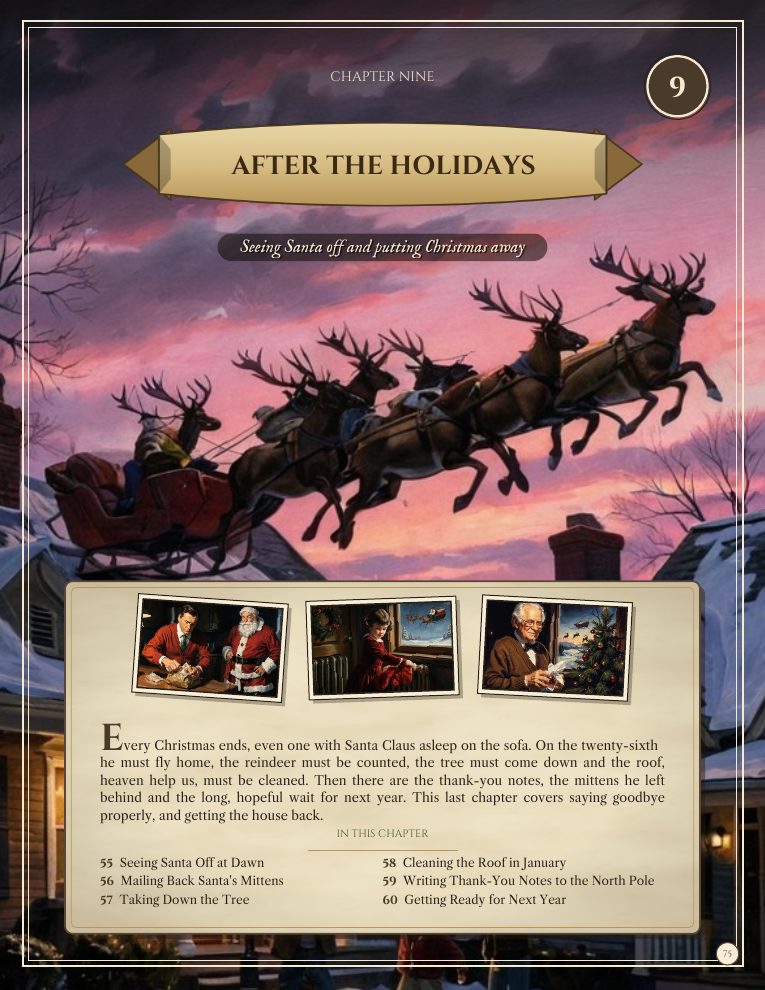 CHAPTER NINE
9
AFTER THE HOLIDAYS
Seeing Santa off and putting Christmas away
Every Christmas ends, even one with Santa Claus asleep on the sofa. On the twenty-sixth
he must fly home, the reindeer must be counted, the tree must come down and the roof,
heaven help us, must be cleaned. Then there are the thank-you notes, the mittens he left
behind and the long, hopeful wait for next year. This last chapter covers saying goodbye
properly, and getting the house back.
IN THIS CHAPTER
55 Seeing Santa Off at Dawn
56 Mailing Back Santa's Mittens
57 Taking Down the Tree
58 Cleaning the Roof in January
59 Writing Thank-You Notes to the North Pole
60 Getting Ready for Next Year
75